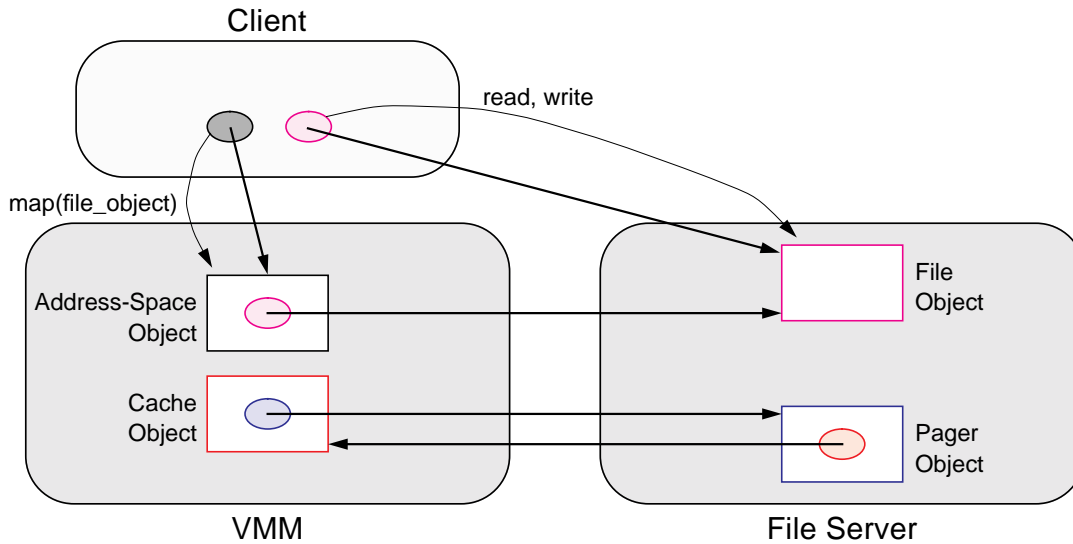 Client
read, write
map(file_object)
Address-Space
Object
File
Object
Cache
Object
Pager
Object
VMM
File Server